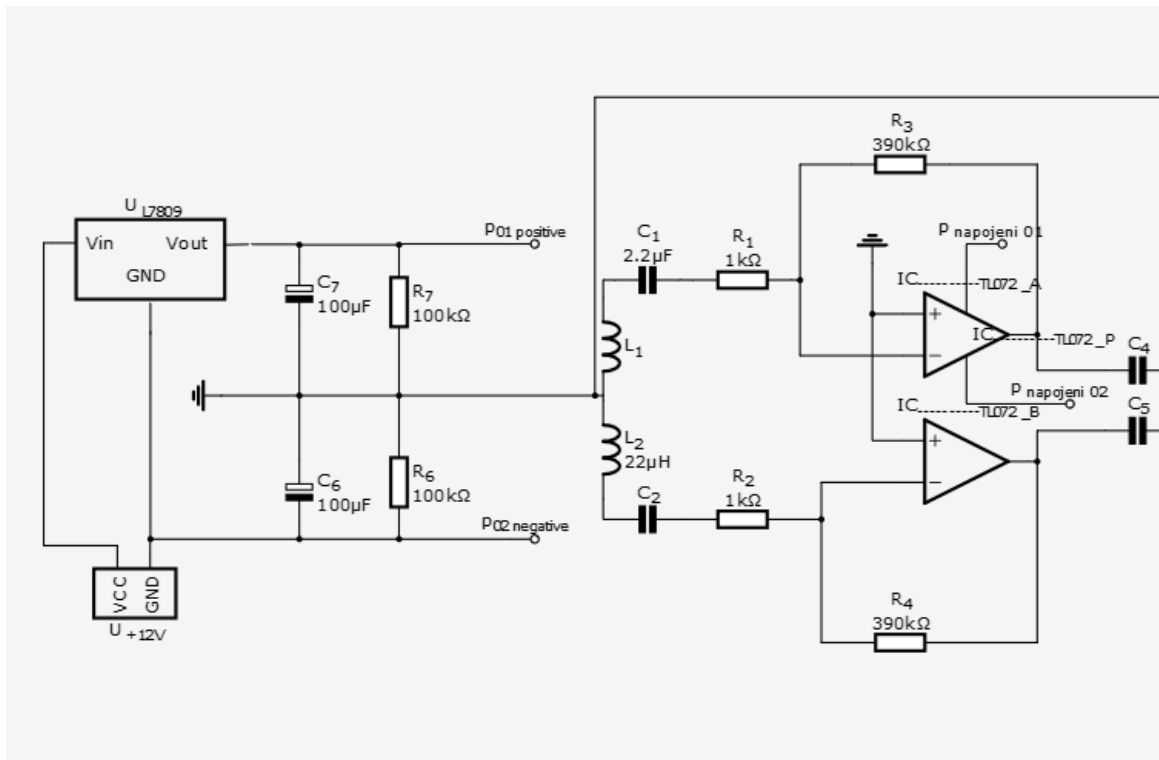 U L7809
Vin Vout
GND
C7
100µF
R7
100kΩ
P01 positive
C6
100µF
R6
100kΩ
P02 negative
VCC
GND
U +12V
L1
L2
22µH
C1
2.2µF
R1
1kΩ
C2
R2
1kΩ
R3
390kΩ
P napojeni 01
IC TL072_A
+
IC TL072_P
−
P napojeni 02
IC TL072_B
+
−
R4
390kΩ
C4
C5